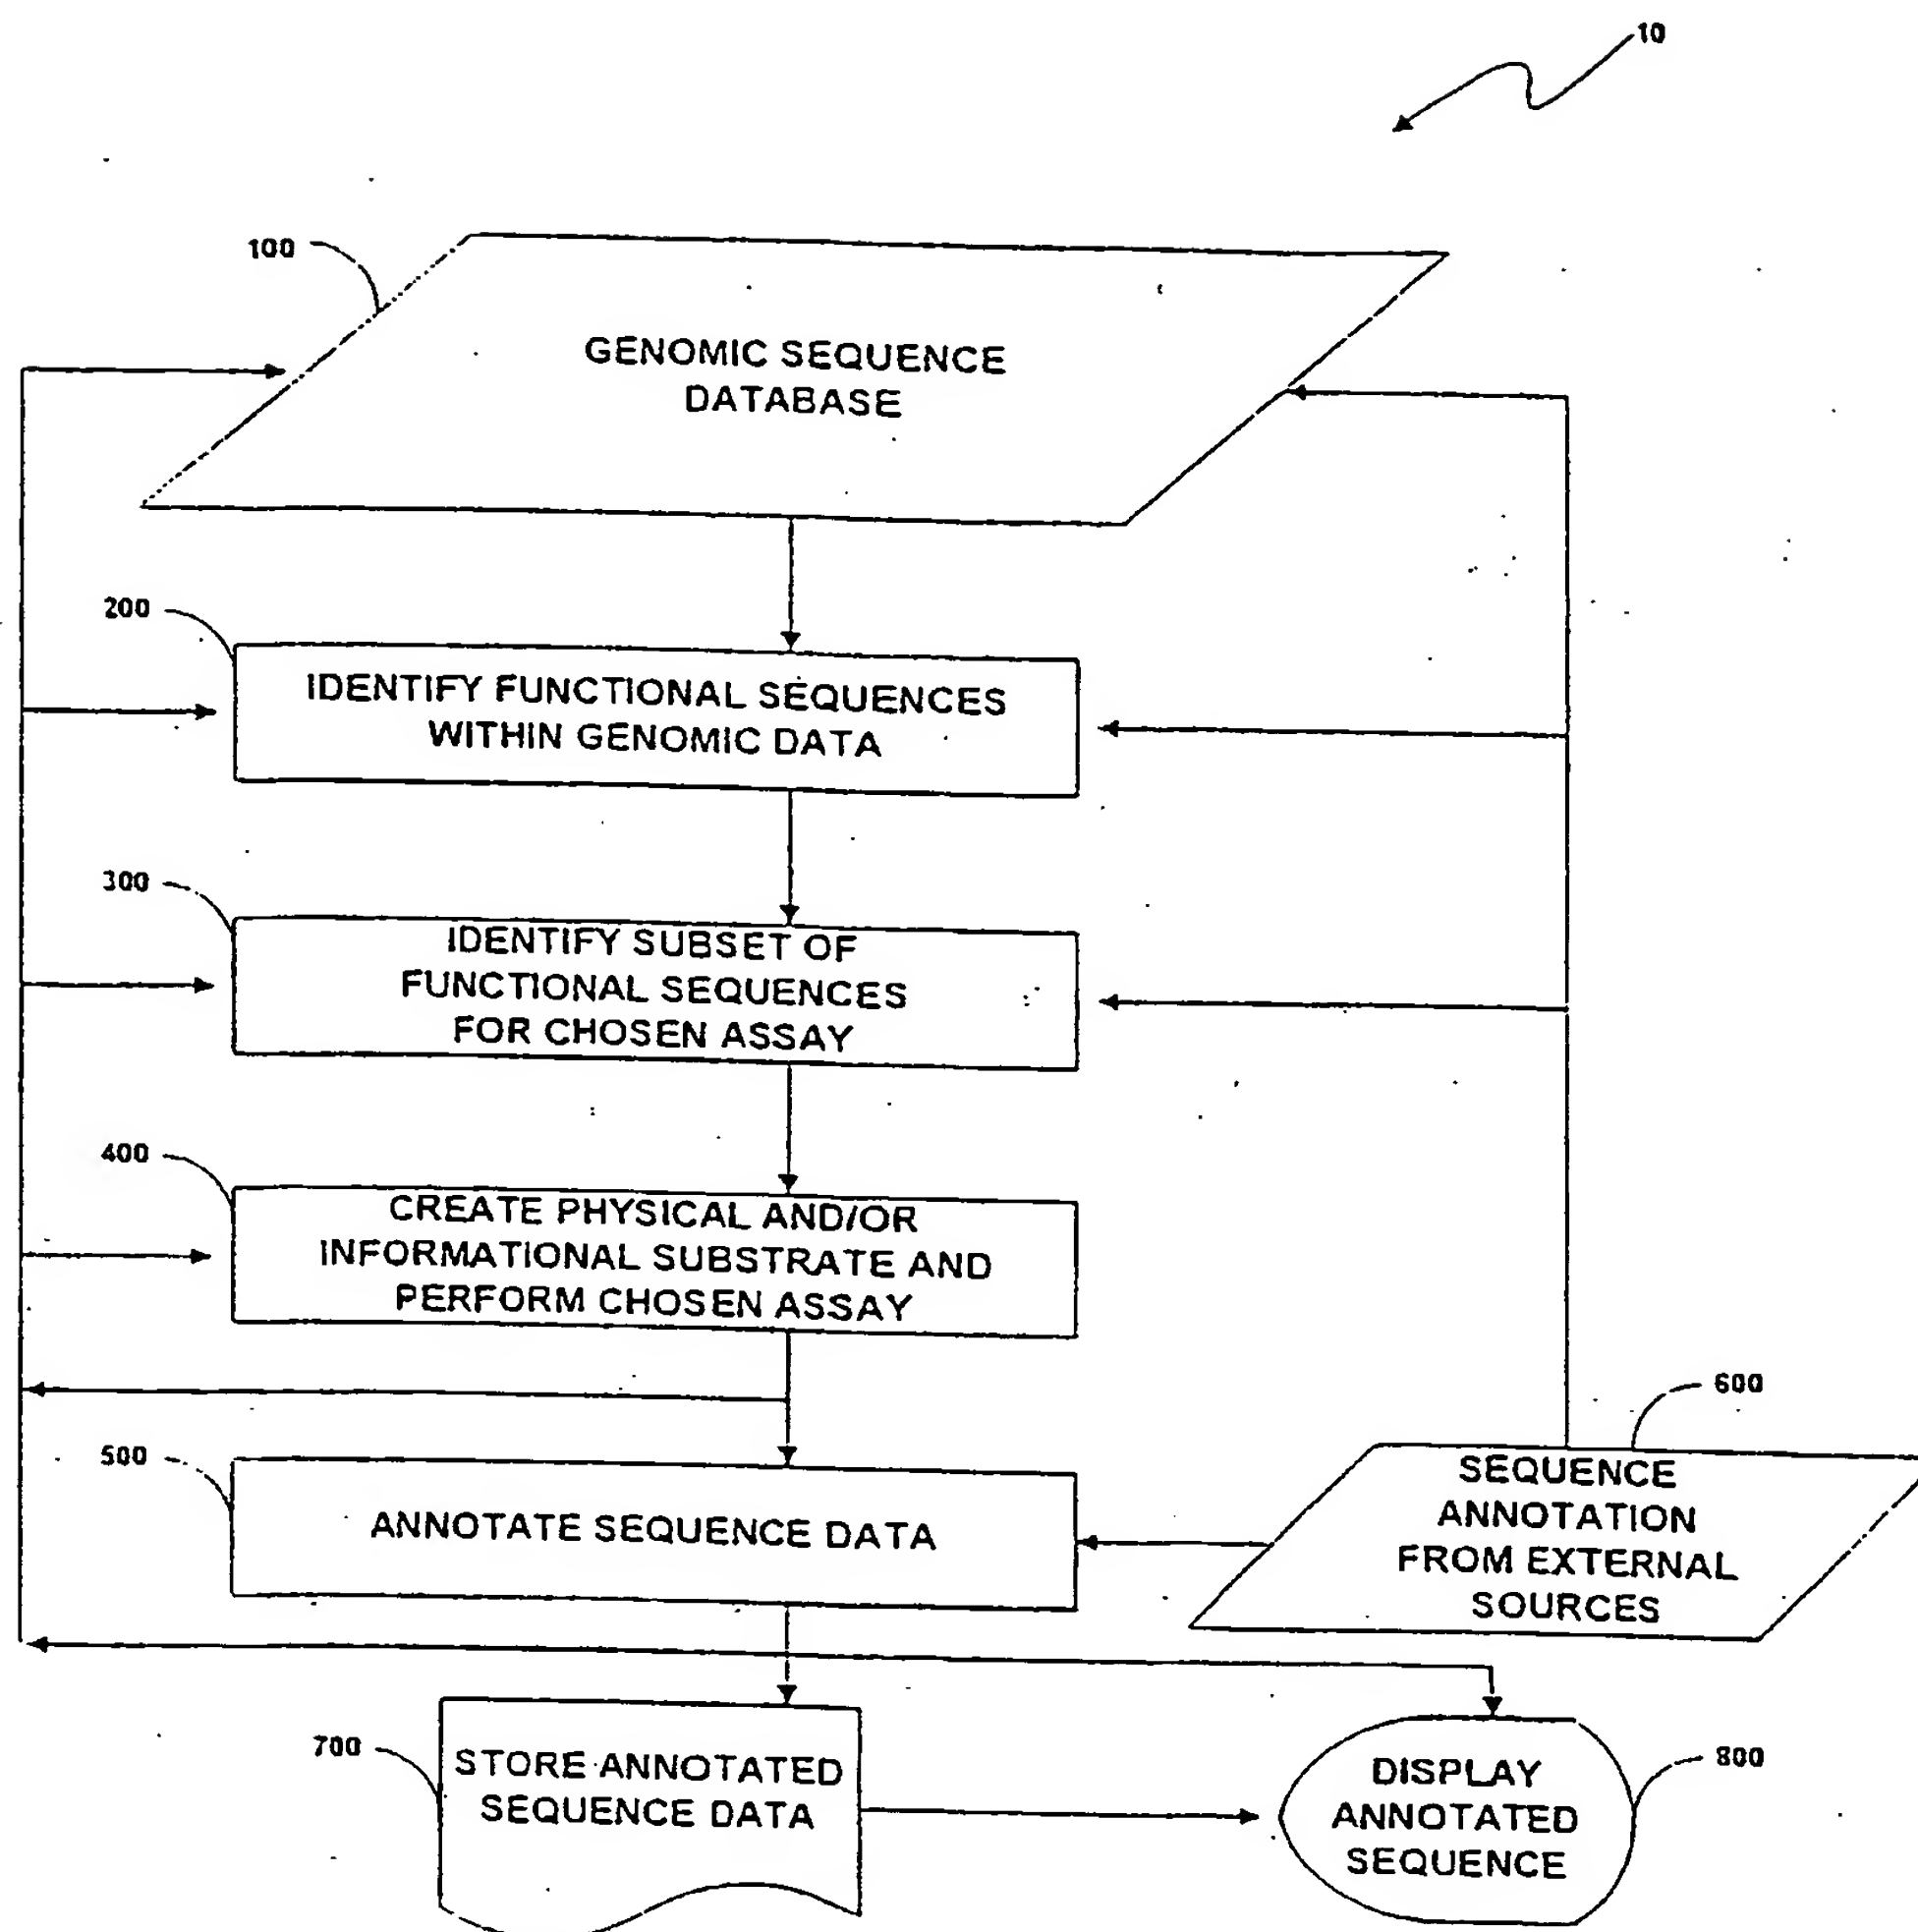 10
100
GENOMIC SEQUENCE
DATABASE
200
IDENTIFY FUNCTIONAL SEQUENCES
WITHIN GENOMIC DATA
300
IDENTIFY SUBSET OF
FUNCTIONAL SEQUENCES
FOR CHOSEN ASSAY
400
CREATE PHYSICAL AND/OR
INFORMATIONAL SUBSTRATE AND
PERFORM CHOSEN ASSAY
500
ANNOTATE SEQUENCE DATA
600
SEQUENCE
ANNOTATION
FROM EXTERNAL
SOURCES
700
STORE ANNOTATED
SEQUENCE DATA
800
DISPLAY
ANNOTATED
SEQUENCE